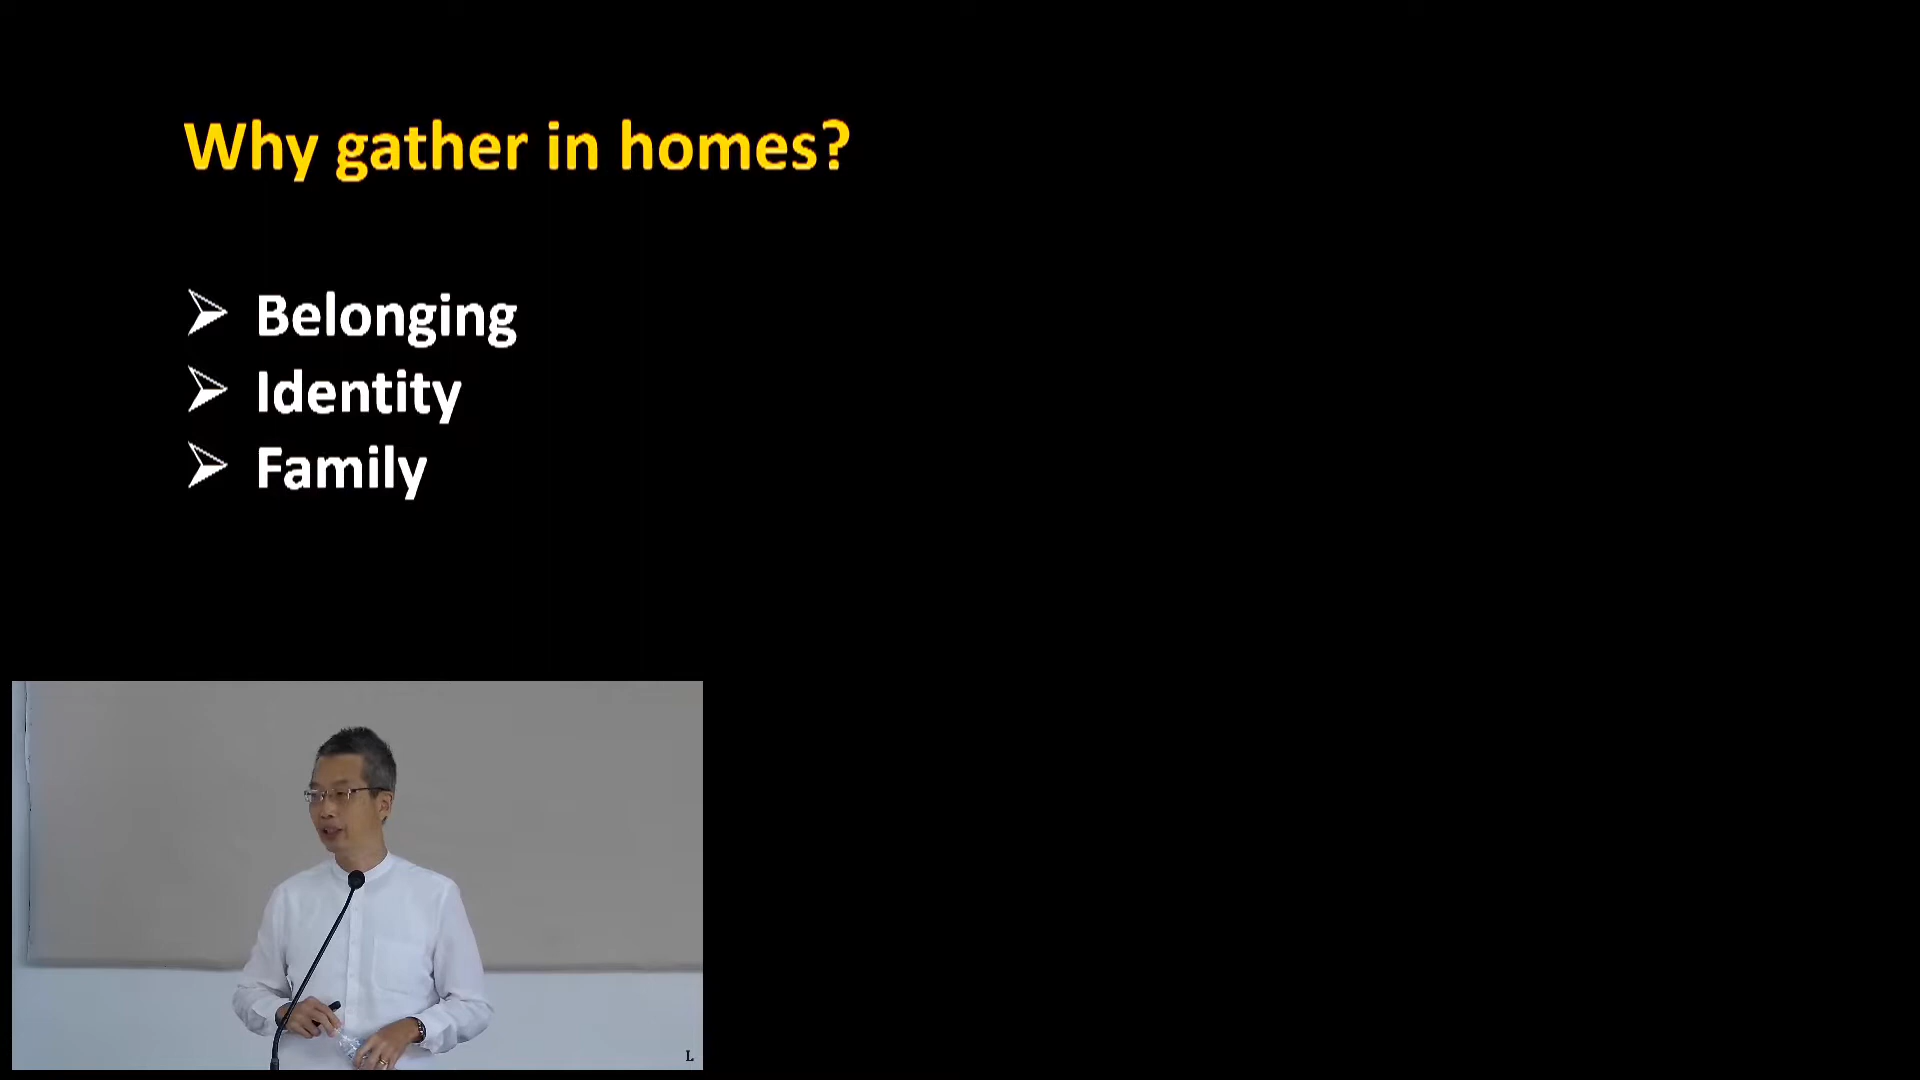 Why gather in homes?
➢ Belonging
➢ Identity
➢ Family
L